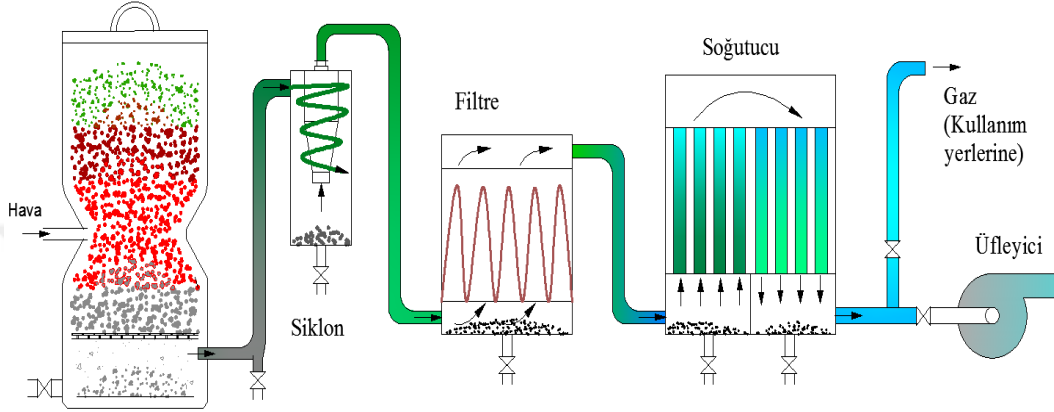 Hava
Siklon
Filtre
Soğutucu
Gaz
(Kullanım
yerlerine)
Üfleyici